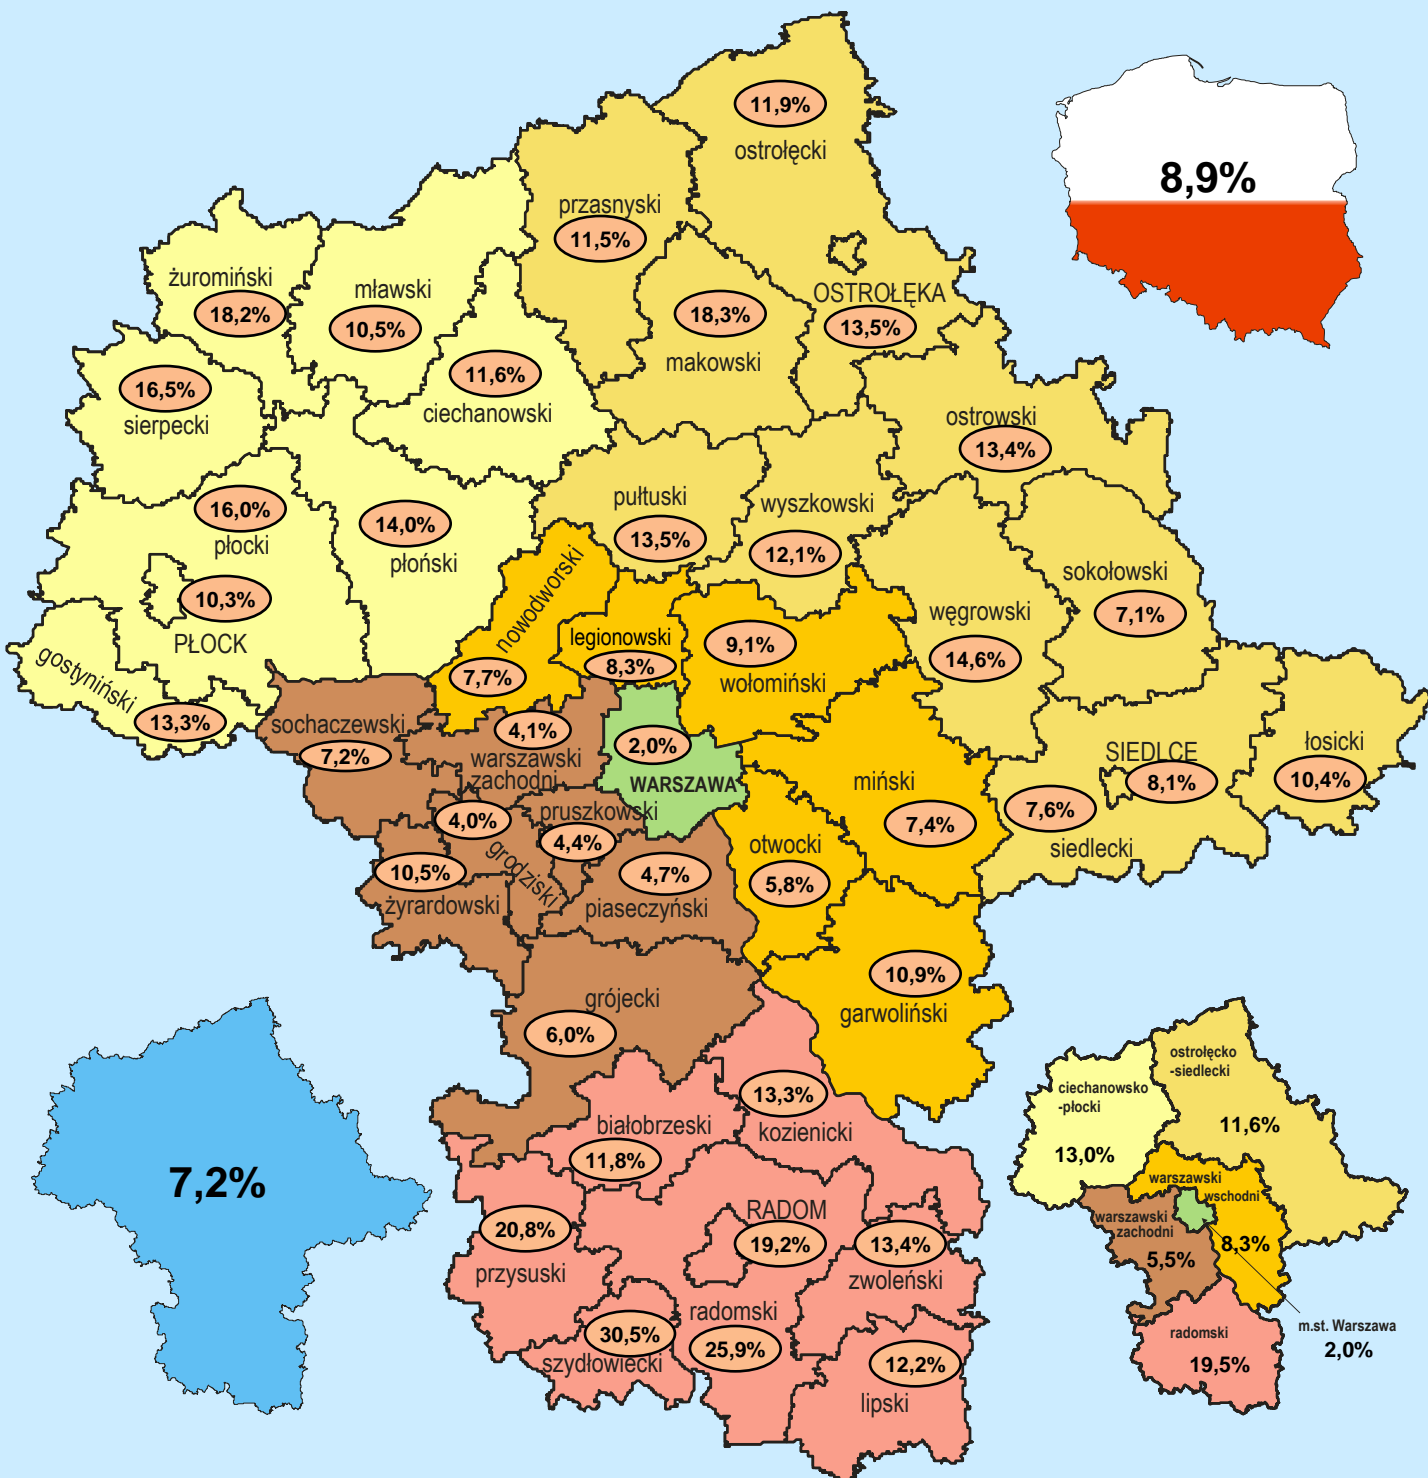 11,9%
ostrołęcki
8,9%
przasnyski
11,5%
żuromiński
18,2%
mławski
10,5%
18,3%
makowski
OSTROŁĘKA
13,5%
16,5%
sierpecki
11,6%
ciechanowski
ostrowski
13,4%
16,0%
płocki
14,0%
płoński
pułtuski
13,5%
wyszkowski
12,1%
sokołowski
7,1%
10,3%
PŁOCK
nowodworski
7,7%
legionowski
8,3%
9,1%
wołomiński
węgrowski
14,6%
gostyniński
13,3%
sochaczewski
7,2%
4,1%
warszawski
zachodni
2,0%
WARSZAWA
miński
7,4%
SIEDLCE
8,1%
7,6%
siedlecki
łosicki
10,4%
4,0%
grodziski
pruszkowski
4,4%
otwocki
5,8%
10,5%
żyrardowski
4,7%
piaseczyński
10,9%
garwoliński
grójecki
6,0%
13,3%
kozienicki
białobrzeski
11,8%
7,2%
20,8%
przysuski
RADOM
19,2%
13,4%
zwoleński
radomski
25,9%
30,5%
szydłowiecki
12,2%
lipski
ostrołęcko
-siedlecki
11,6%
ciechanowsko
-płocki
13,0%
warszawski
wschodni
8,3%
warszawski
zachodni
5,5%
m.st. Warszawa
2,0%
radomski
19,5%